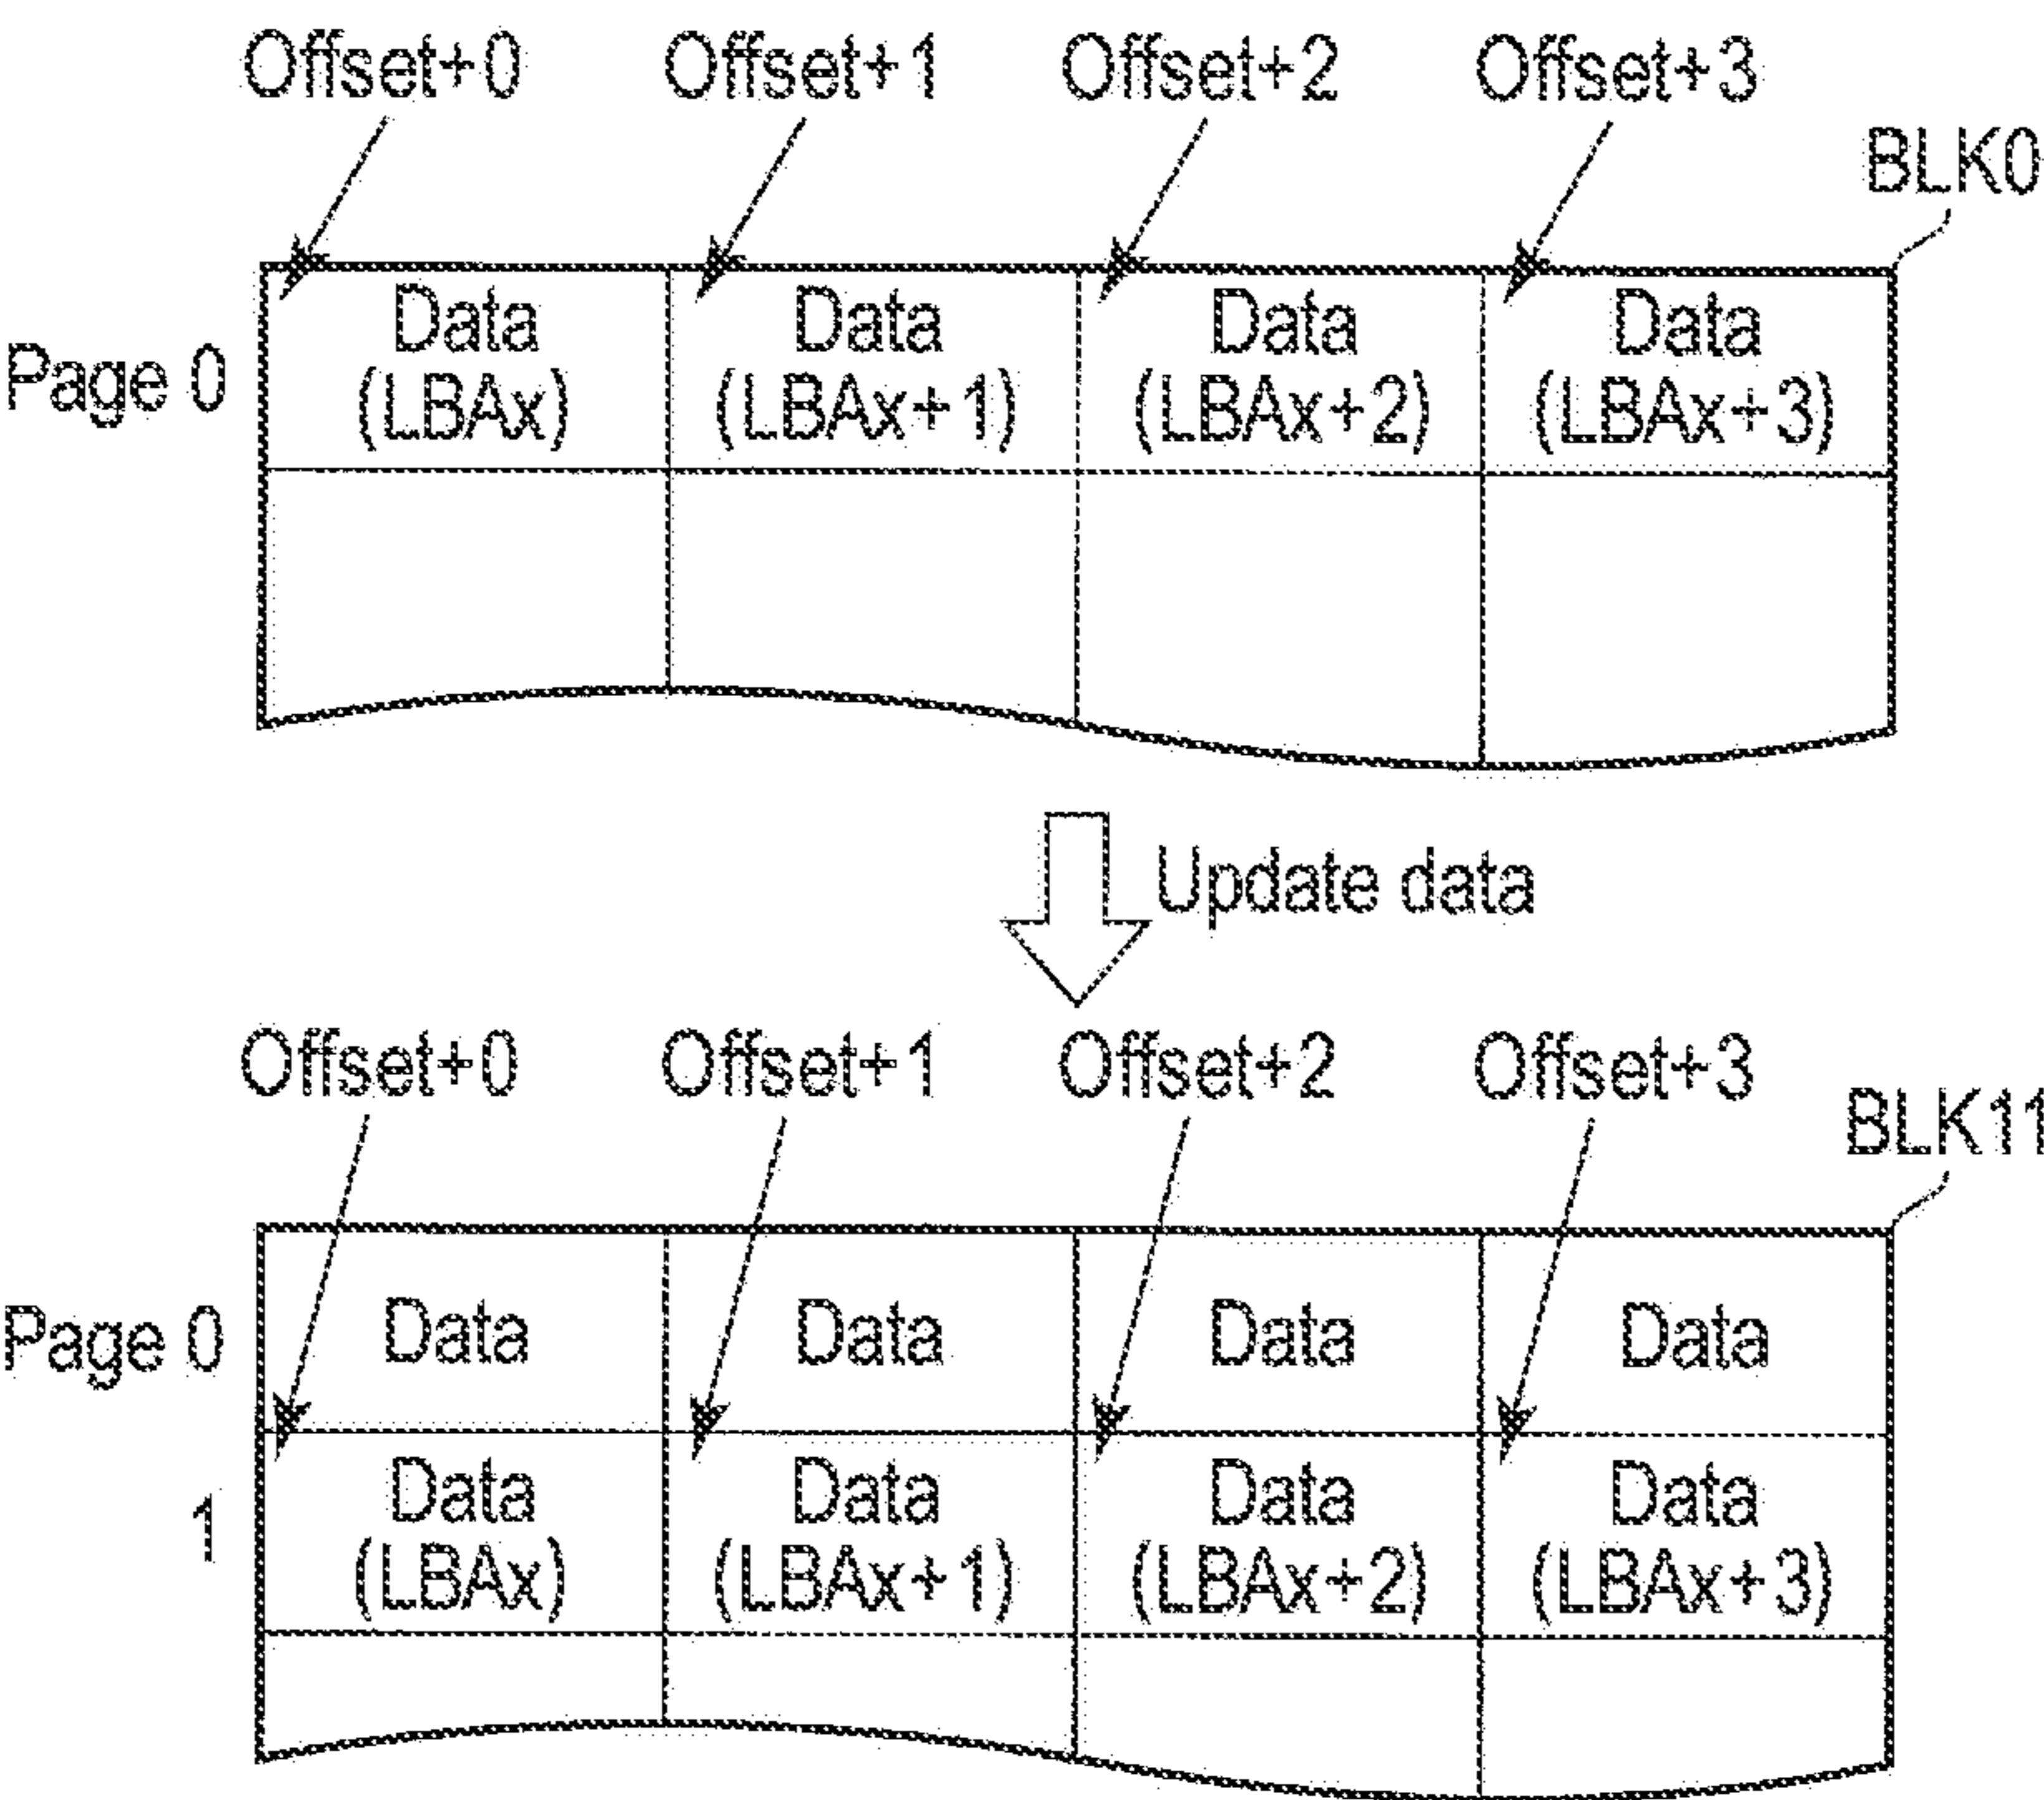 Offset+0 Offset+1 Offset+2 Offset+3
BLK0
Page 0
Data Data Data Data
(LBAx) (LBAx+1) (LBAx+2) (LBAx+3)
Update data
Offset+0 Offset+1 Offset+2 Offset+3
BLK11
Page 0 Data Data Data Data
1
Data Data Data Data
(LBAx) (LBAx+1) (LBAx+2) (LBAx+3)